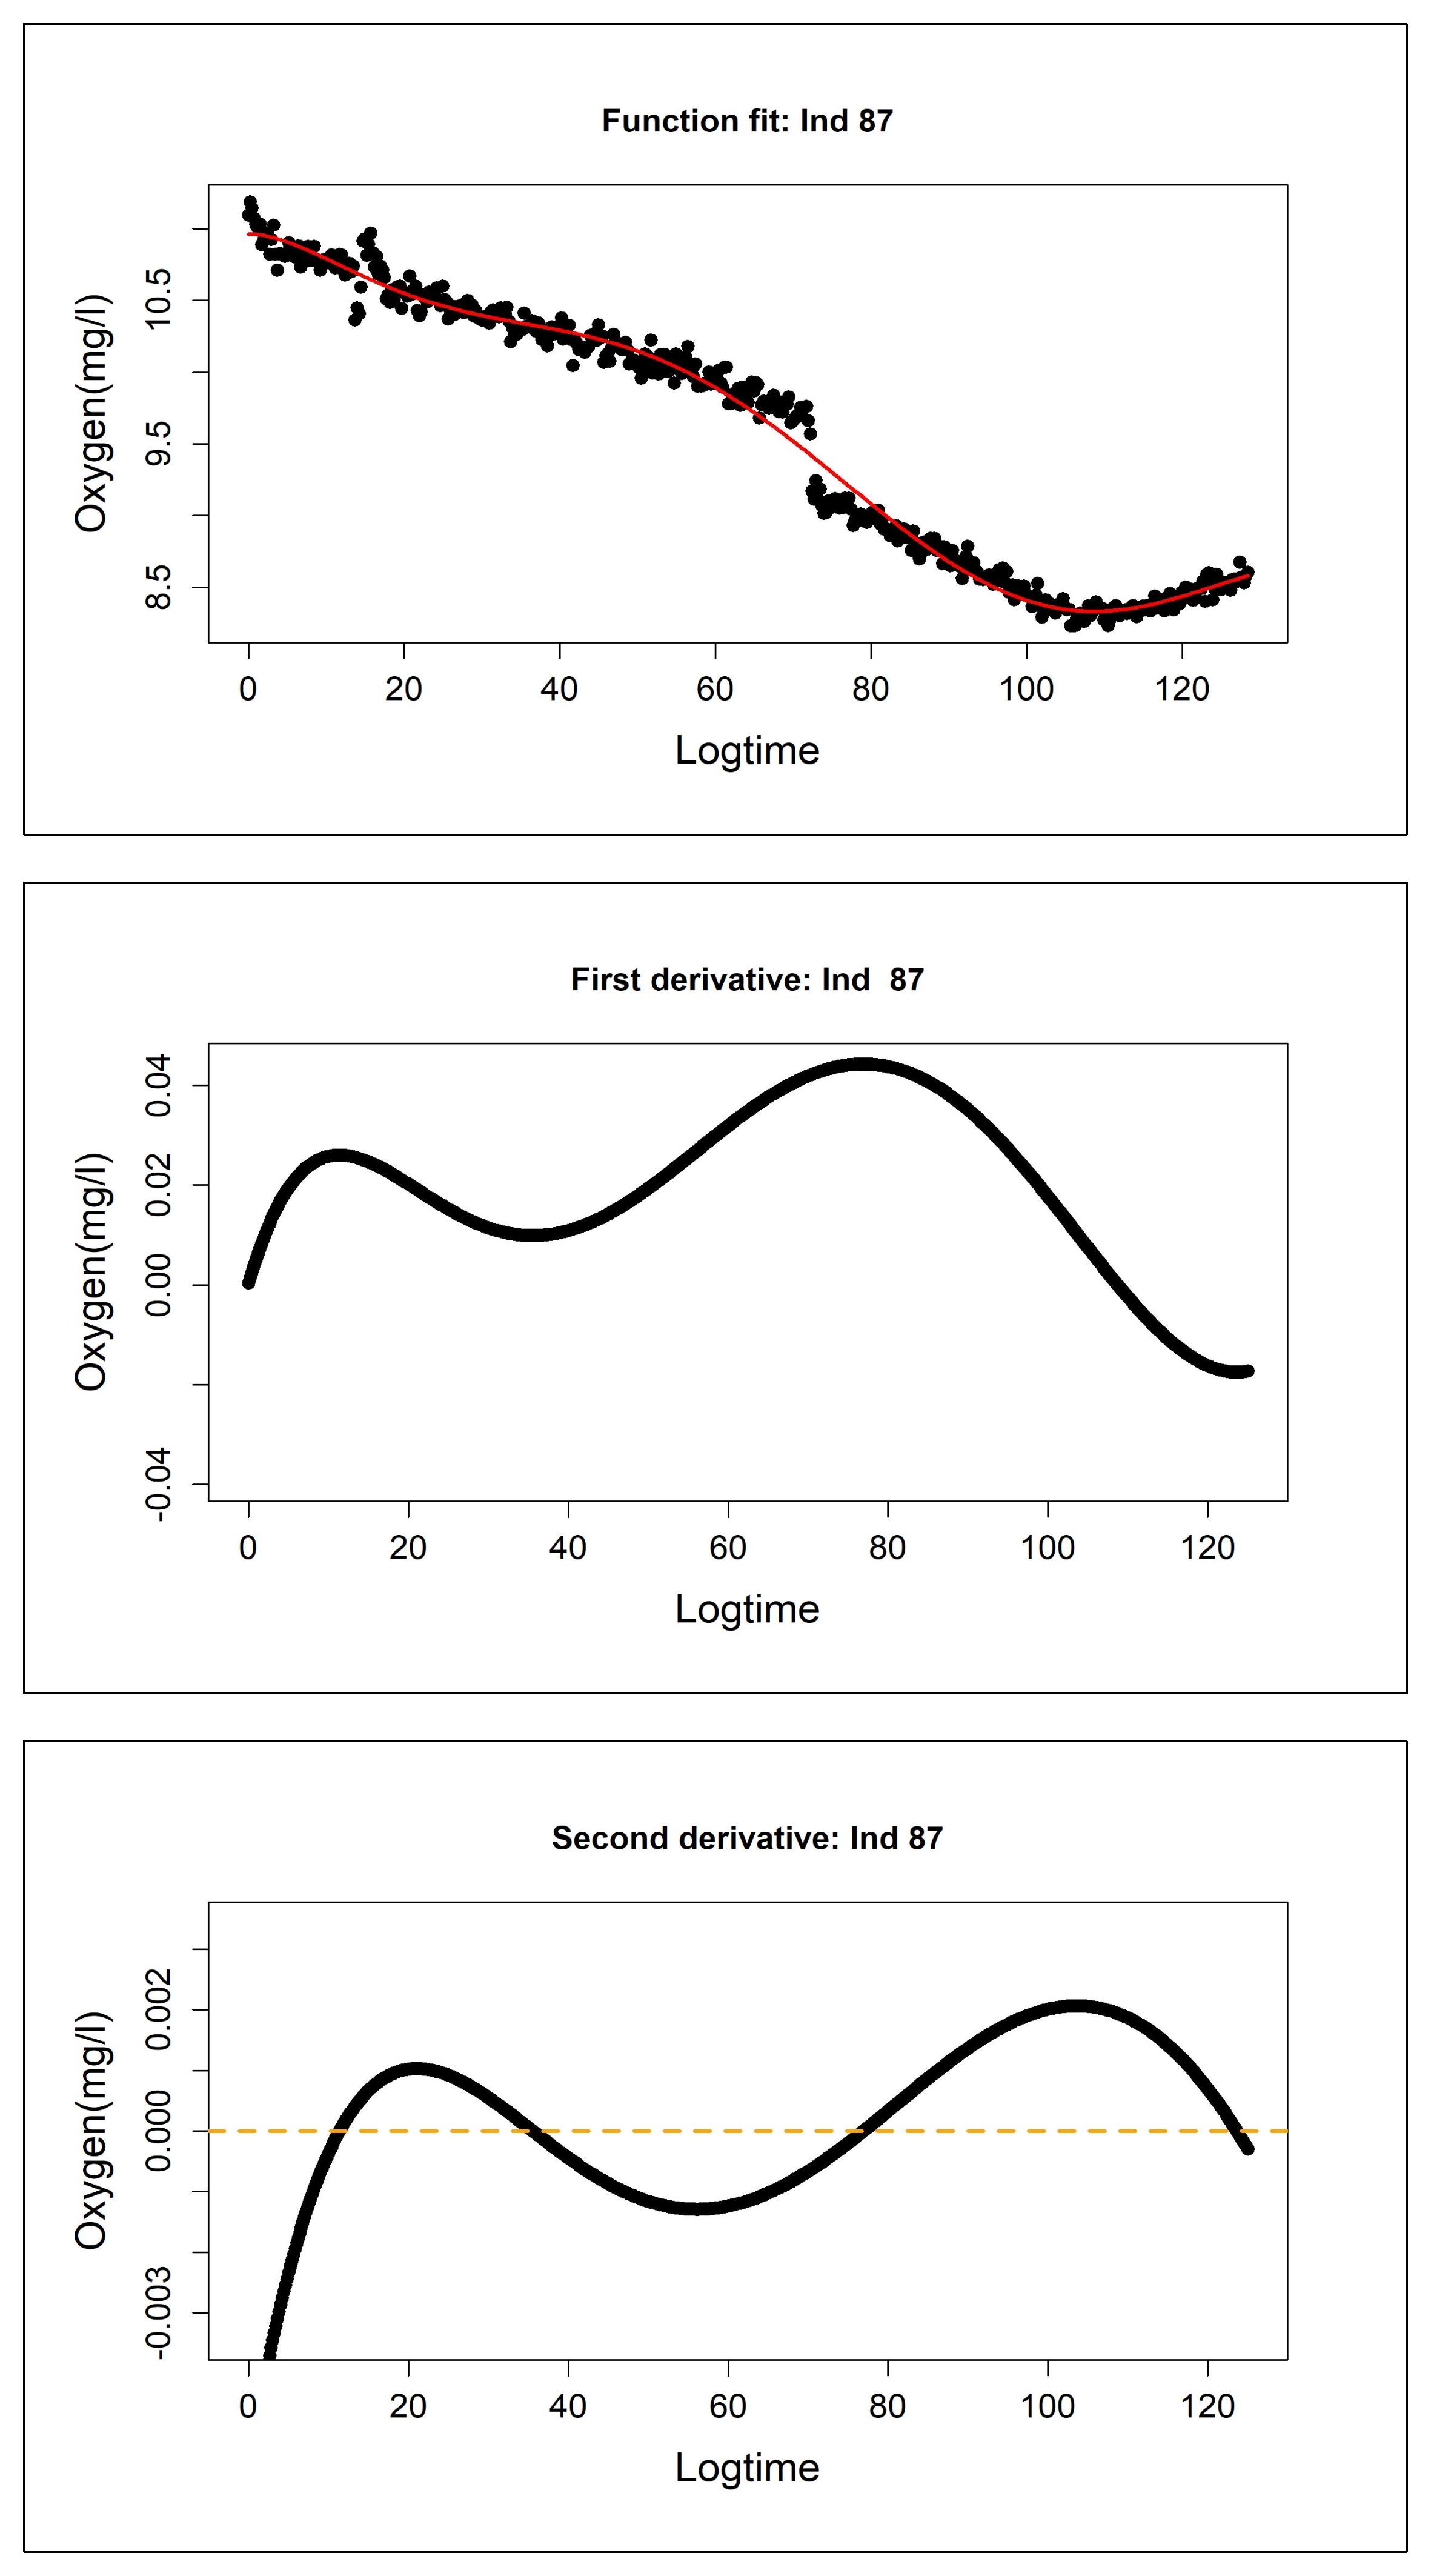 Function fit: Ind 87
Oxygen(mg/l)
10.5
9.5
8.5
0 20 40 60 80 100 120
Logtime
First derivative: Ind  87
Oxygen(mg/l)
0.04
0.02
0.00
-0.04
0 20 40 60 80 100 120
Logtime
Second derivative: Ind 87
Oxygen(mg/l)
0.002
0.000
-0.003
0 20 40 60 80 100 120
Logtime